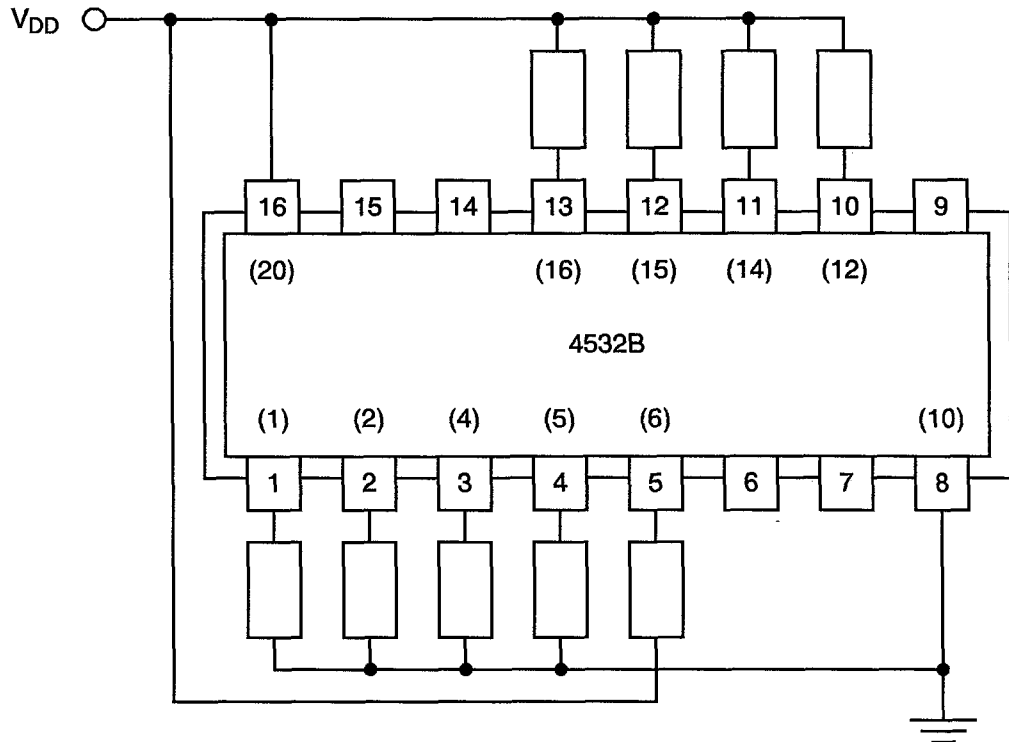 VDD
16 15 14 13 12 11 10 9
(20) (16) (15) (14) (12)
4532B
(1) (2) (4) (5) (6) (10)
1 2 3 4 5 6 7 8